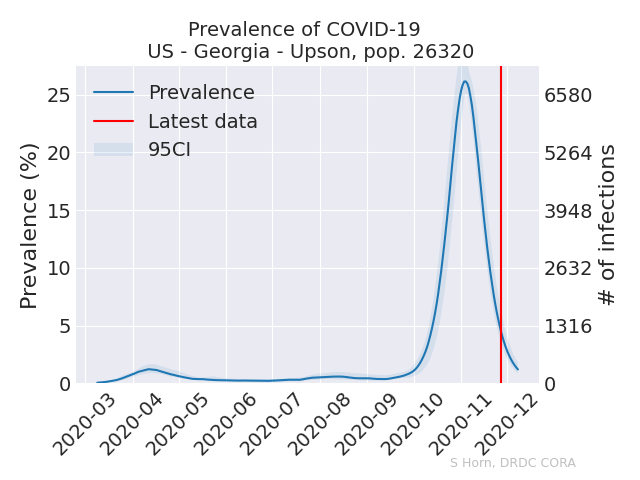 Prevalence of COVID-19
US - Georgia - Upson, pop. 26320
Prevalence
Latest data
95CI
Prevalence (%)
25
20
15
10
5
0
6580
5264
3948
2632
1316
0
# of infections
2020-03
2020-04
2020-05
2020-06
2020-07
2020-08
2020-09
2020-10
2020-11
2020-12
S Horn, DRDC CORA